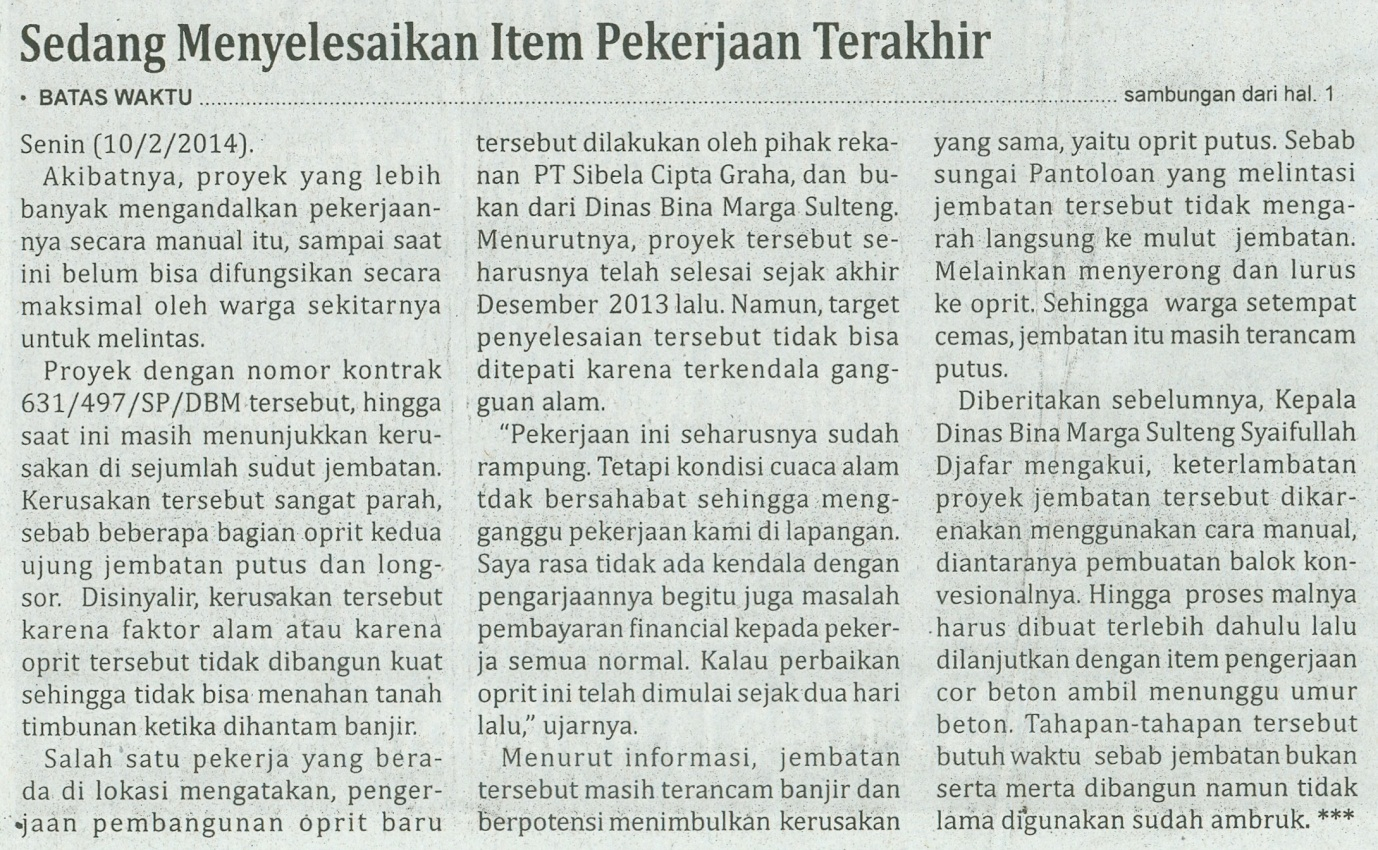 Sedang Menyelesaikan Item Pekerjaan Terakhir
• BATAS WAKTU ........................ sambungan dari hal. 1
Senin (10/2/2014).
Akibatnya, proyek yang lebih
banyak mengandalkan pekerjaan-
nya secara manual itu, sampai saat
ini belum bisa difungsikan secara
maksimal oleh warga sekitarnya
untuk melintas.
Proyek dengan nomor kontrak
631/497/SP/DBM tersebut, hingga
saat ini masih menunjukkan keru-
sakan di sejumlah sudut jembatan.
Kerusakan tersebut sangat parah,
sebab beberapa bagian oprit kedua
ujung jembatan putus dan long-
sor. Disinyalir, kerusakan tersebut
karena faktor alam atau karena
oprit tersebut tidak dibangun kuat
sehingga tidak bisa menahan tanah
timbunan ketika dihantam banjir.
Salah satu pekerja yang bera-
da di lokasi mengatakan, penger-
jaan pembangunan oprit baru
tersebut dilakukan oleh pihak reka-
nan PT Sibela Cipta Graha, dan bu-
kan dari Dinas Bina Marga Sulteng.
Menurutnya, proyek tersebut se-
harusnya telah selesai sejak akhir
Desember 2013 lalu. Namun, target
penyelesaian tersebut tidak bisa
ditepati karena terkendala gang-
guan alam.
"Pekerjaan ini seharusnya sudah
rampung. Tetapi kondisi cuaca alam
tdak bersahabat sehingga meng-
ganggu pekerjaan kami di lapangan.
Saya rasa tidak ada kendala dengan
pengarjaannya begitu juga masalah
pembayaran financial kepada peker-
ja semua normal. Kalau perbaikan
oprit ini telah dimulai sejak dua hari
lalu," ujarnya.
Menurut informasi, jembatan
tersebut masih terancam banjir dan
berpotensi menimbulkan kerusakan
yang sama, yaitu oprit putus. Sebab
sungai Pantoloan yang melintasi
jembatan tersebut tidak menga-
rah langsung ke mulut jembatan.
Melainkan menyerong dan lurus
ke oprit. Sehingga warga setempat
cemas, jembatan itu masih terancam
putus.
Diberitakan sebelumnya, Kepala
Dinas Bina Marga Sulteng Syaifullah
Djafar mengakui, keterlambatan
proyek jembatan tersebut dikar-
enakan menggunakan cara manual,
diantaranya pembuatan balok kon-
vesionalnya. Hingga proses malnya
harus dibuat terlebih dahulu lalu
dilanjutkan dengan item pengerjaan
cor beton ambil menunggu umur
beton. Tahapan-tahapan tersebut
butuh waktu sebab jembatan bukan
serta merta dibangun namun tidak
lama digunakan sudah ambruk. ***